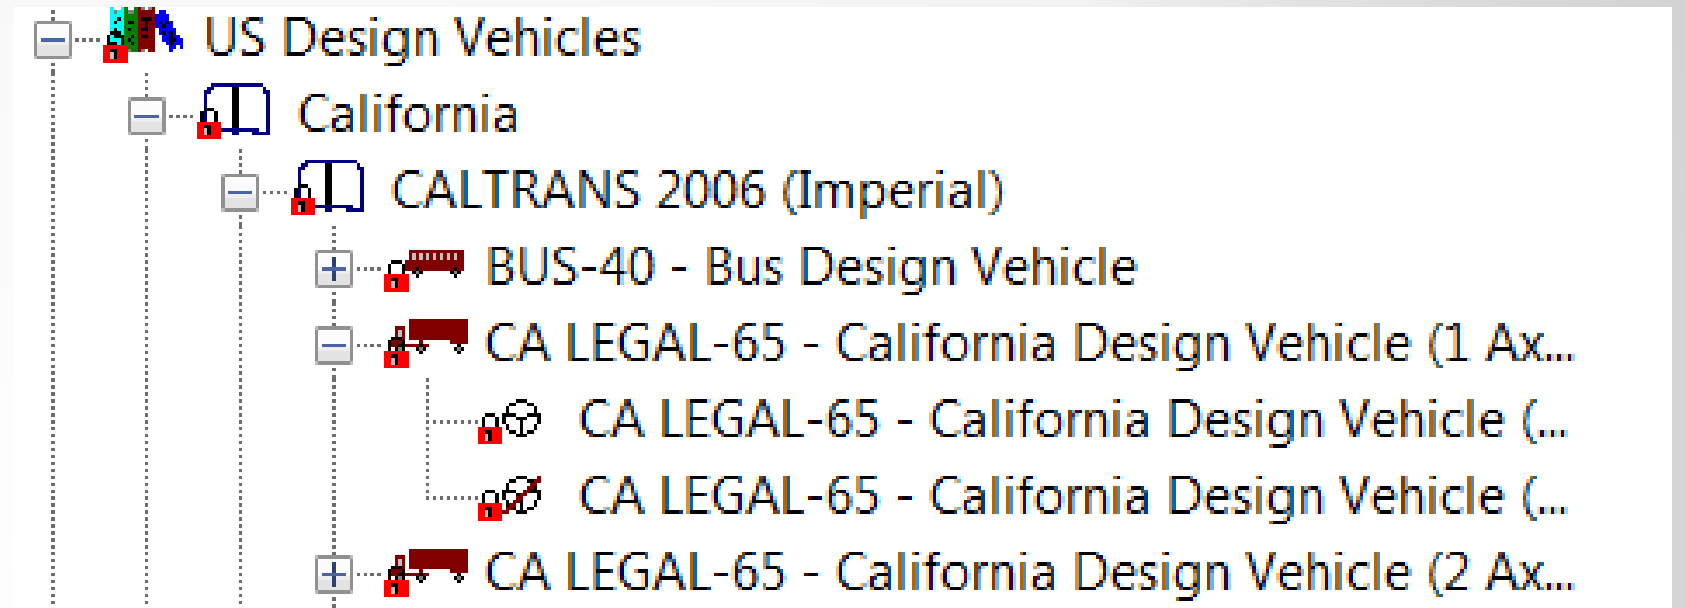 US Design Vehicles
California
CALTRANS 2006 (Imperial)
BUS-40 - Bus Design Vehicle
CA LEGAL-65 - California Design Vehicle (1 Ax...
CA LEGAL-65 - California Design Vehicle (...
CA LEGAL-65 - California Design Vehicle (...
CA LEGAL-65 - California Design Vehicle (2 Ax...